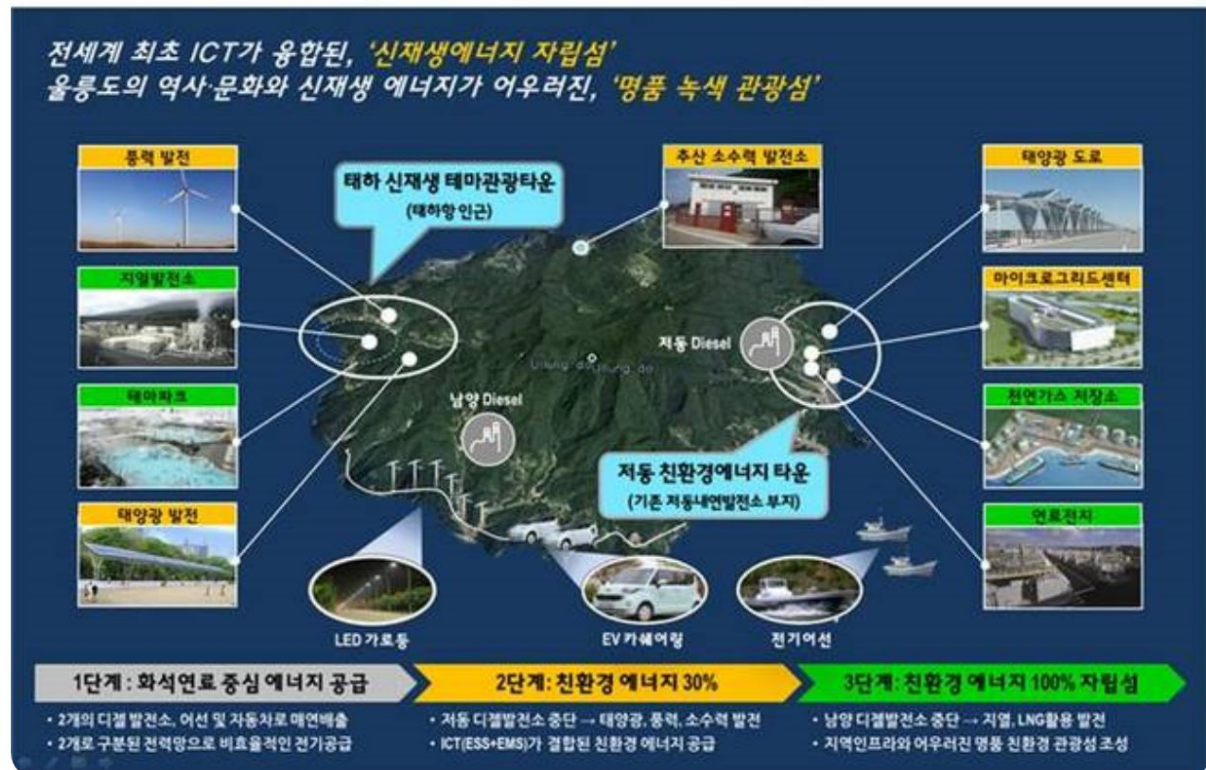 전세계 최초 ICT가 융합된, '신재생에너지 자립섬'
울릉도의 역사·문화와 신재생 에너지가 어우러진, '명품 녹색 관광섬'
풍력 발전
태하 신재생 테마관광타운
(태하항 인근)
추산 소수력 발전소
태양광 도로
지열발전소
마이크로그리드센터
저동 Diesel
테마파크
남양 Diesel
천연가스 저장소
저동 친환경에너지 타운
(기존 저동내연발전소 부지)
태양광 발전
연료전지
LED 가로등
EV 카쉐어링
전기어선
1단계 : 화석연료 중심 에너지 공급
2단계: 친환경 에너지 30%
3단계: 친환경 에너지 100% 자립섬
• 2개의 디젤 발전소, 어선 및 자동차로 매연배출
• 2개로 구분된 전력망으로 비효율적인 전기공급
• 저동 디젤발전소 중단 → 태양광, 풍력, 소수력 발전
• ICT(ESS+EMS)가 결합된 친환경 에너지 공급
• 남양 디젤발전소 중단 → 지열, LNG활용 발전
• 지역인프라와 어우러진 명품 친환경 관광섬 조성